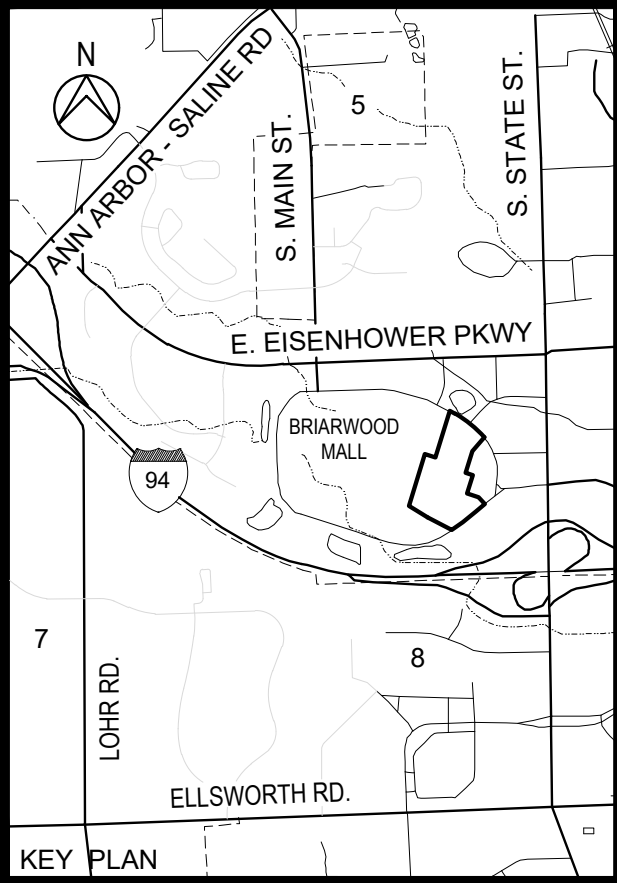 N
ANN ARBOR - SALINE RD
S. MAIN ST.
5
S. STATE ST.
E. EISENHOWER PKWY
BRIARWOOD
MALL
94
7
8
LOHR RD.
ELLSWORTH RD.
KEY PLAN